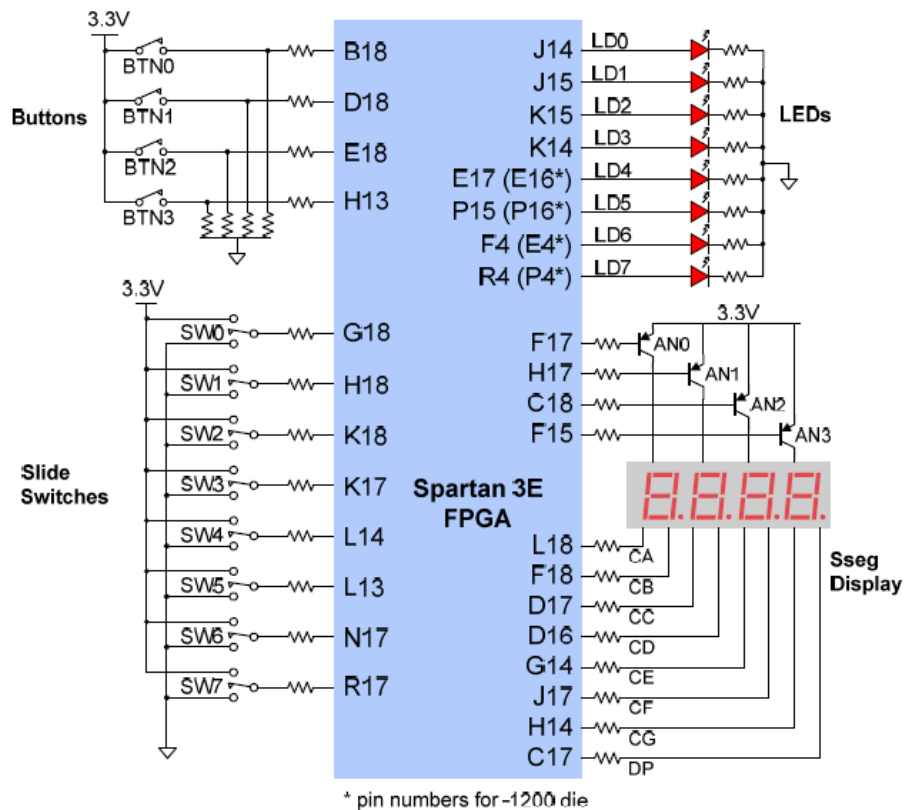 3.3V
BTN0
BTN1
BTN2
BTN3
Buttons
B18
D18
E18
H13
J14 LD0
J15 LD1
K15 LD2
K14 LD3
E17 (E16*) LD4
P15 (P16*) LD5
F4 (E4*) LD6
R4 (P4*) LD7
LEDs
3.3V
SW0
SW1
SW2
SW3
SW4
SW5
SW6
SW7
Slide
Switches
G18
H18
K18
K17
L14
L13
N17
R17
Spartan 3E
FPGA
3.3V
F17 AN0
H17 AN1
C18 AN2
F15 AN3
8.8.8.8.
L18 CA
F18 CB
D17 CC
D16 CD
G14 CE
J17 CF
H14 CG
C17 DP
Sseg
Display
* pin numbers for -1200 die